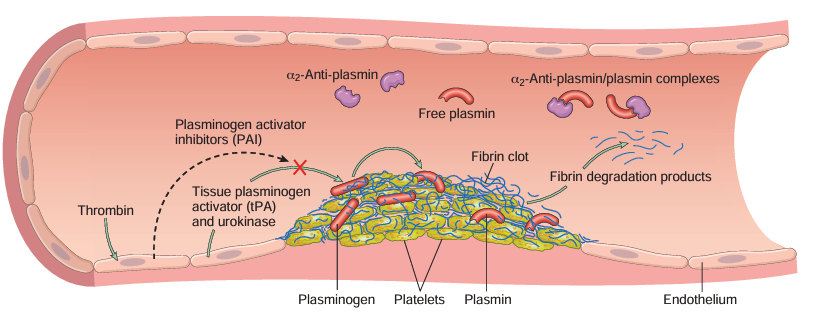 α2-Anti-plasmin
α2-Anti-plasmin/plasmin complexes
Free plasmin
Plasminogen activator
inhibitors (PAI)
Fibrin clot
Fibrin degradation products
Tissue plasminogen
activator (tPA)
and urokinase
Thrombin
Plasminogen
Platelets
Plasmin
Endothelium